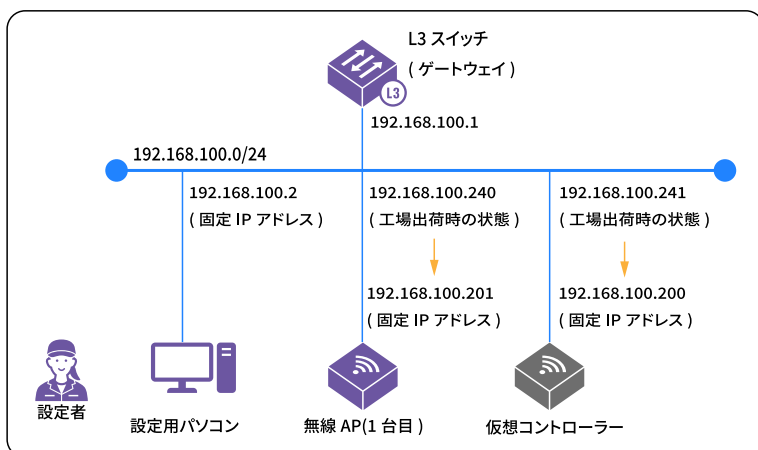 L3 スイッチ
( ゲートウェイ )
L3
192.168.100.1
192.168.100.0/24
192.168.100.2
( 固定 IP アドレス )
192.168.100.240
( 工場出荷時の状態 )
192.168.100.241
( 工場出荷時の状態 )
192.168.100.201
( 固定 IP アドレス )
192.168.100.200
( 固定 IP アドレス )
設定者
設定用パソコン
無線 AP(1 台目 )
仮想コントローラー